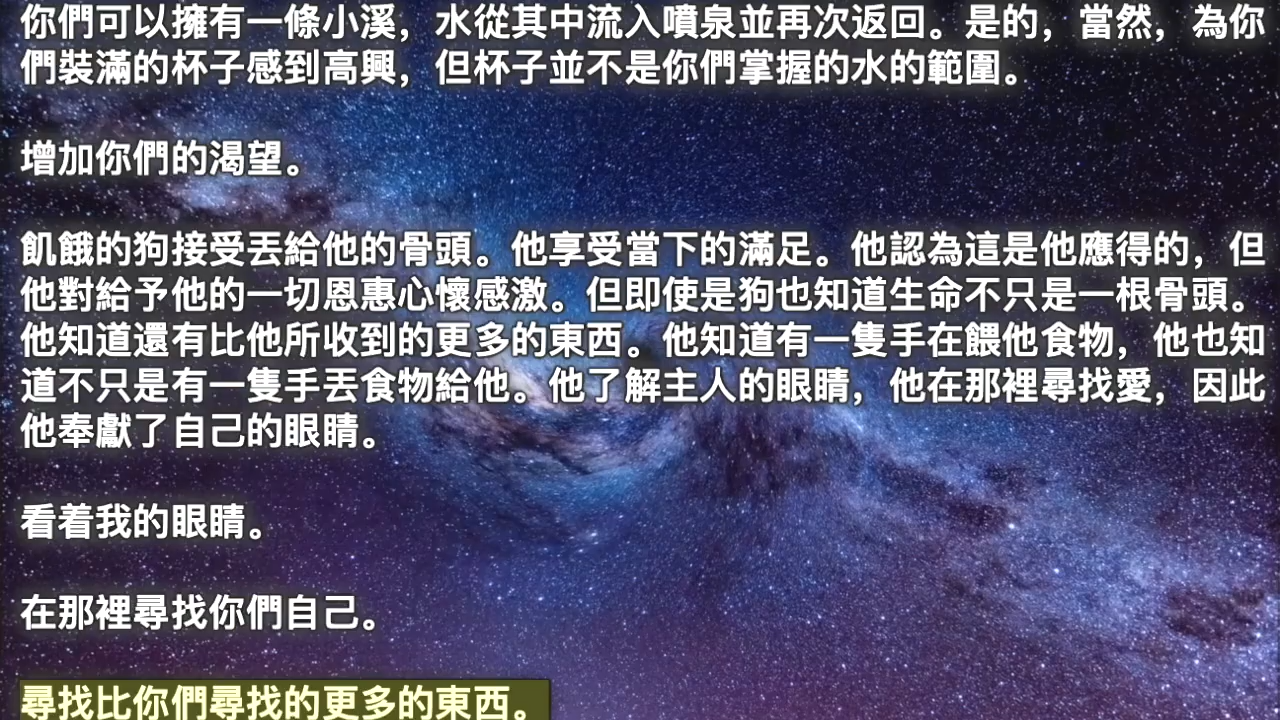 你們可以擁有一條小溪，水從其中流入噴泉並再次返回。是的，當然，為你
們裝滿的杯子感到高興，但杯子並不是你們掌握的水的範圍。
增加你們的渴望。
飢餓的狗接受丟給他的骨頭。他享受當下的滿足。他認為這是他應得的，但
他對給予他的一切恩惠心懷感激。但即使是狗也知道生命不只是一根骨頭。
他知道還有比他所收到的更多的東西。他知道有一隻手在餵他食物，他也知
道不只是有一隻手丟食物給他。他了解主人的眼睛，他在那裡尋找愛，因此
他奉獻了自己的眼睛。
看着我的眼睛。
在那裡尋找你們自己。
尋找比你們尋找的更多的東西。